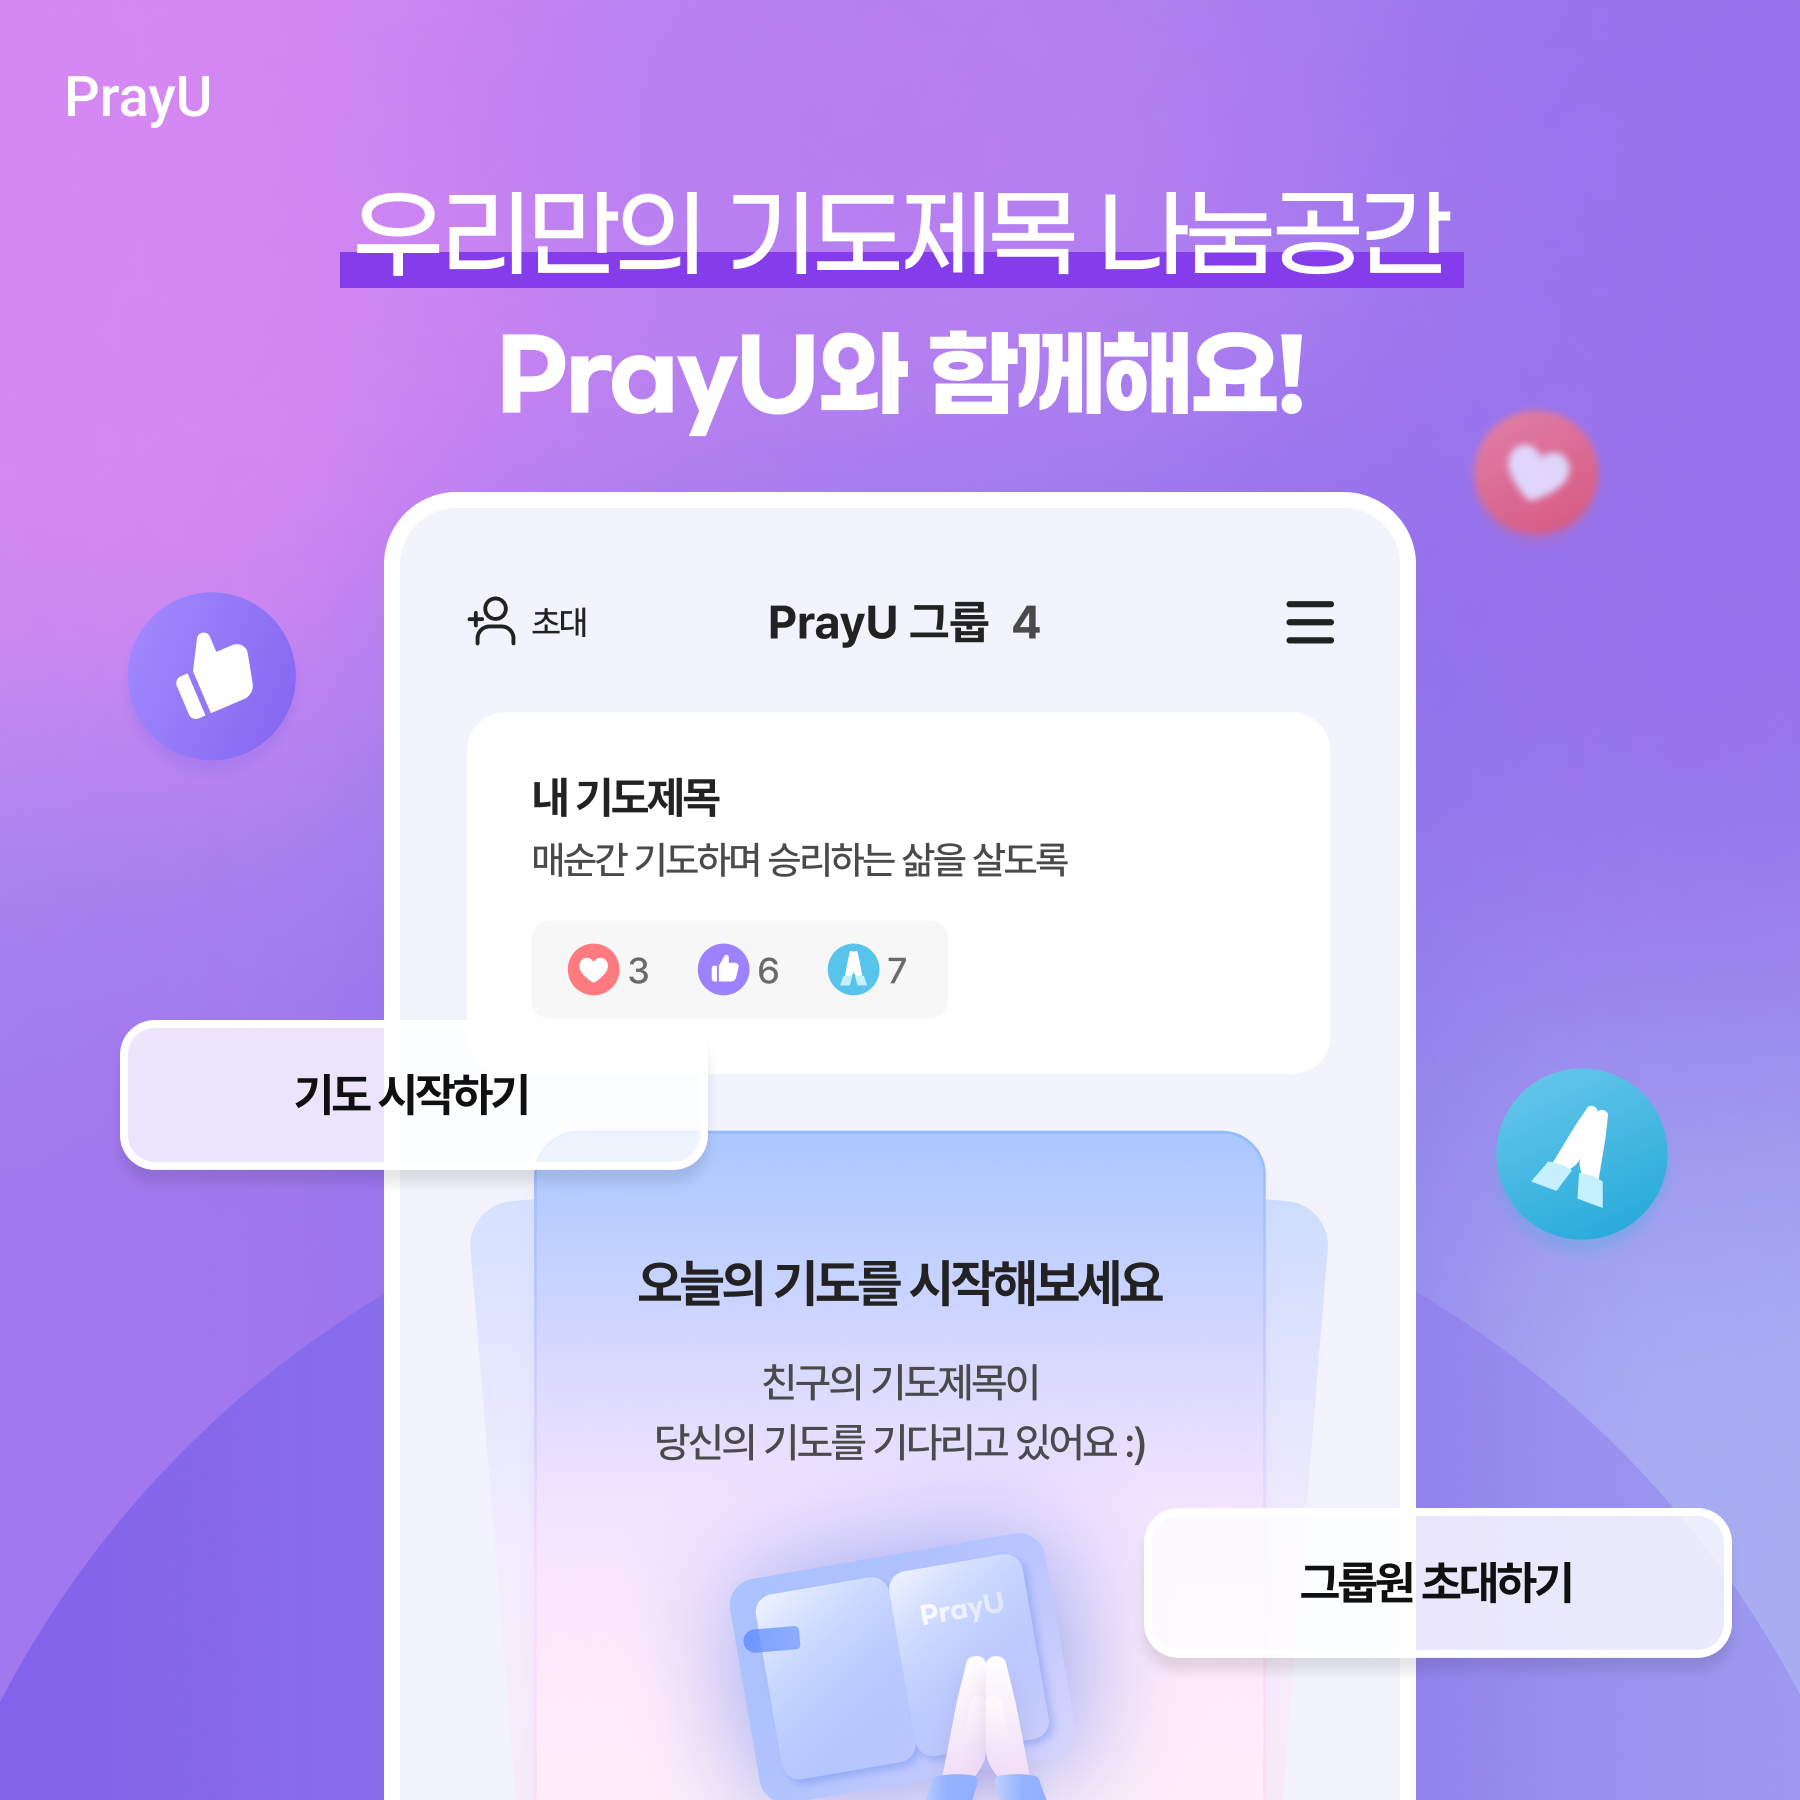 PrayU
우리만의 기도제목 나눔공간
PrayU와 함께해요!
초대
PrayU 그룹 4
내 기도제목
매순간 기도하며 승리하는 삶을 살도록
3 6 7
기도 시작하기
오늘의 기도를 시작해보세요
친구의 기도제목이
당신의 기도를 기다리고 있어요 :)
그룹원 초대하기
PrayU